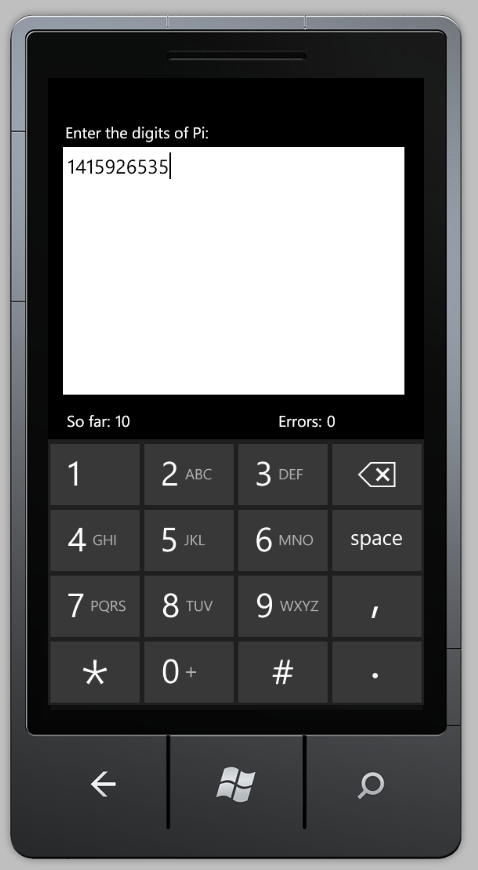 Enter the digits of Pi:
1415926535
So far: 10 Errors: 0
1 2 ABC 3 DEF
4 GHI 5 JKL 6 MNO space
7 PQRS 8 TUV 9 WXYZ ,
* 0 + # .